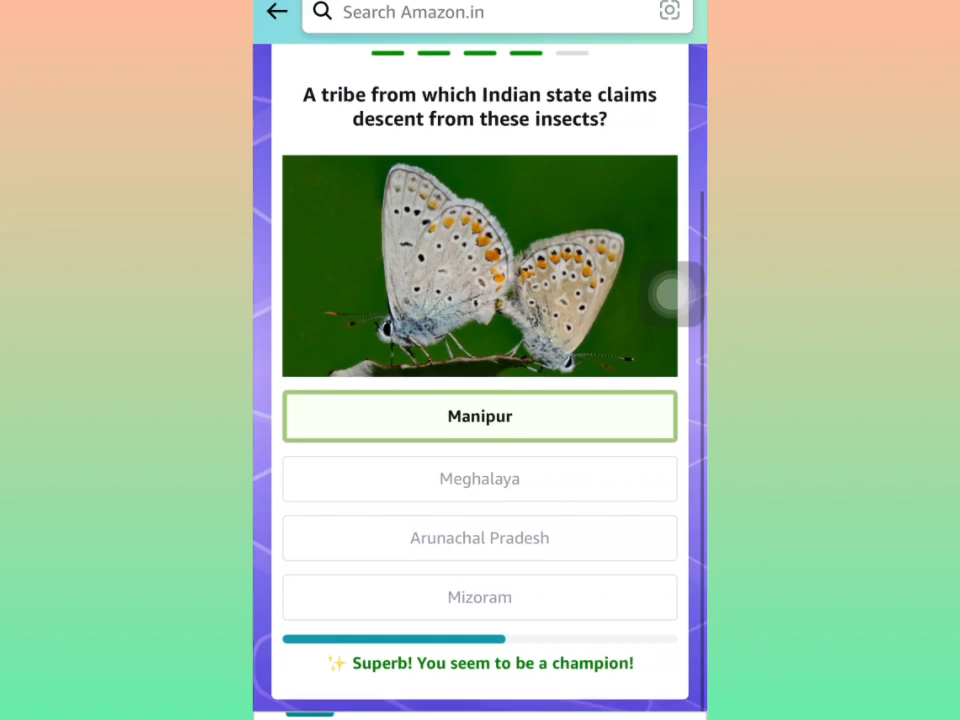 Search Amazon.in
A tribe from which Indian state claims
descent from these insects?
Manipur
Meghalaya
Arunachal Pradesh
Mizoram
✨ Superb! You seem to be a champion!